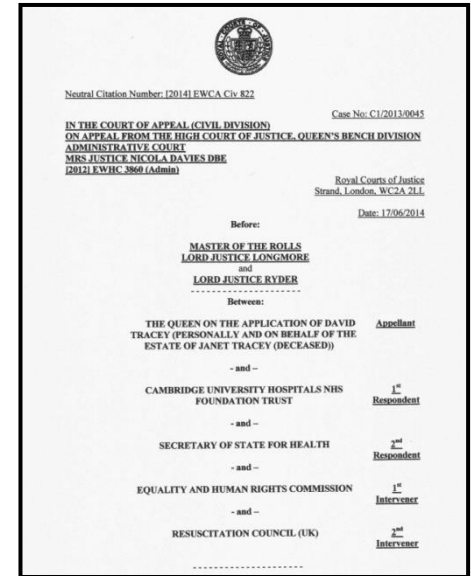 Neutral Citation Number: [2014] EWCA Civ 822
Case No: C1/2013/0045
IN THE COURT OF APPEAL (CIVIL DIVISION)
ON APPEAL FROM THE HIGH COURT OF JUSTICE, QUEEN'S BENCH DIVISION
ADMINISTRATIVE COURT
MRS JUSTICE NICOLA DAVIES DBE
[2012] EWHC 3860 (Admin)
Royal Courts of Justice
Strand, London, WC2A 2LL
Date: 17/06/2014
Before:
MASTER OF THE ROLLS
LORD JUSTICE LONGMORE
and
LORD JUSTICE RYDER
- - - - - - - - - - - - - - - - - - - - -
Between:
THE QUEEN ON THE APPLICATION OF DAVID
TRACEY (PERSONALLY AND ON BEHALF OF THE
ESTATE OF JANET TRACEY (DECEASED))
Appellant
- and –
CAMBRIDGE UNIVERSITY HOSPITALS NHS
FOUNDATION TRUST
1st
Respondent
- and –
SECRETARY OF STATE FOR HEALTH
2nd
Respondent
- and –
EQUALITY AND HUMAN RIGHTS COMMISSION
1st
Intervener
- and –
RESUSCITATION COUNCIL (UK)
2nd
Intervener
- - - - - - - - - - - - - - - - - - - - -